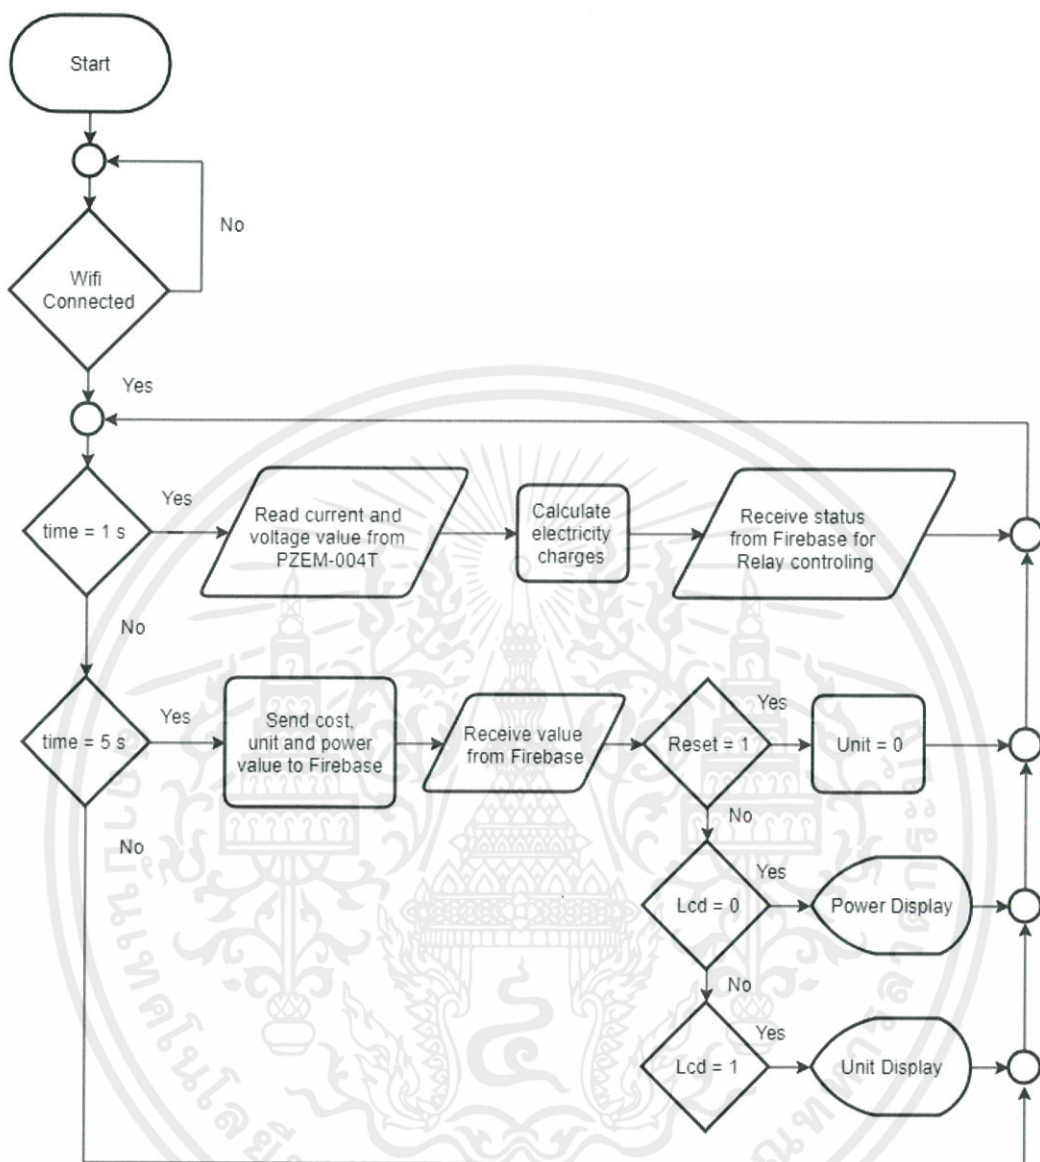 Start
No
Wifi
Connected
Yes
time = 1 s
Yes
Read current and
voltage value from
PZEM-004T
Calculate
electricity
charges
Receive status
from Firebase for
Relay controling
No
time = 5 s
Yes
Send cost,
unit and power
value to Firebase
Receive value
from Firebase
Reset = 1
Yes
Unit = 0
No
No
Lcd = 0
Yes
Power Display
No
Lcd = 1
Yes
Unit Display